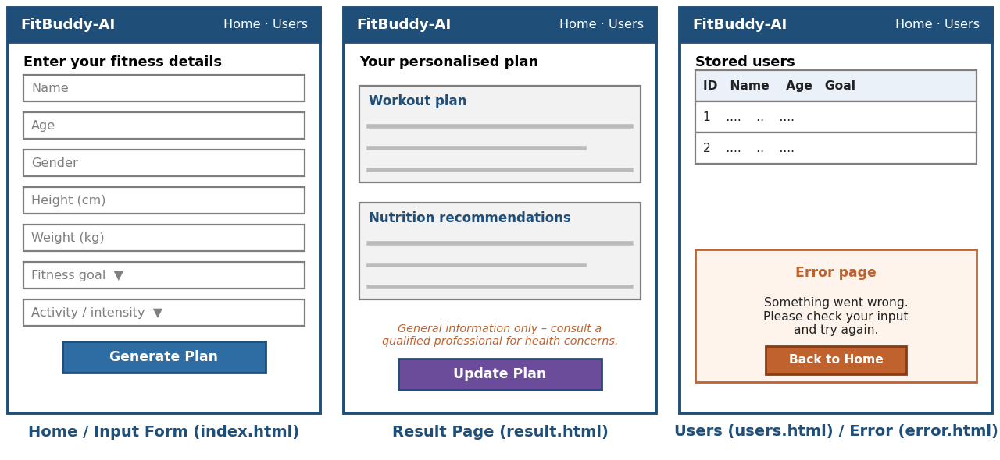 FitBuddy-AI
Home · Users
Enter your fitness details
Name
Age
Gender
Height (cm)
Weight (kg)
Fitness goal ▼
Activity / intensity ▼
Generate Plan
Home / Input Form (index.html)
FitBuddy-AI
Home · Users
Your personalised plan
Workout plan
Nutrition recommendations
General information only – consult a
qualified professional for health concerns.
Update Plan
Result Page (result.html)
FitBuddy-AI
Home · Users
Stored users
ID Name Age Goal
1 .... .. ....
2 .... .. ....
Error page
Something went wrong.
Please check your input
and try again.
Back to Home
Users (users.html) / Error (error.html)